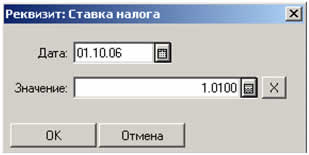 Реквизит: Ставка налога
Дата: 01.10.06
Значение: 1.0100 X
OK Отмена